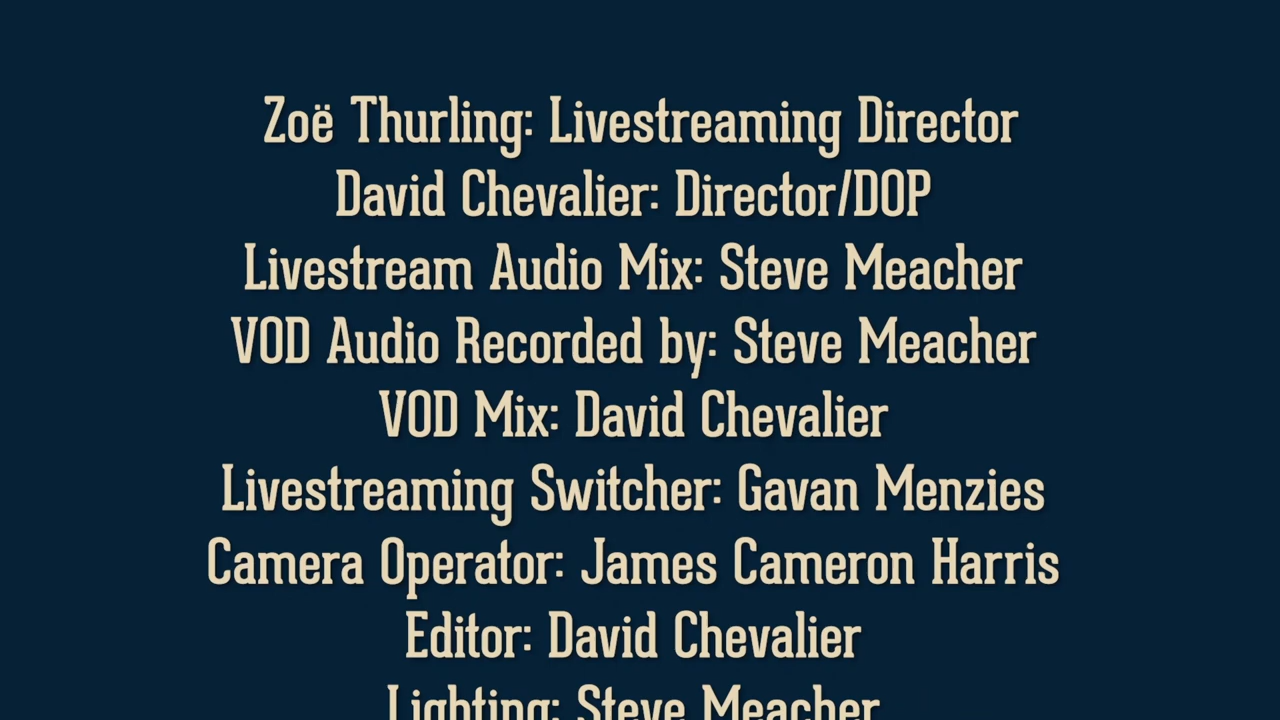 Zoë Thurling: Livestreaming Director
David Chevalier: Director/DOP
Livestream Audio Mix: Steve Meacher
VOD Audio Recorded by: Steve Meacher
VOD Mix: David Chevalier
Livestreaming Switcher: Gavan Menzies
Camera Operator: James Cameron Harris
Editor: David Chevalier
Lighting: Steve Meacher